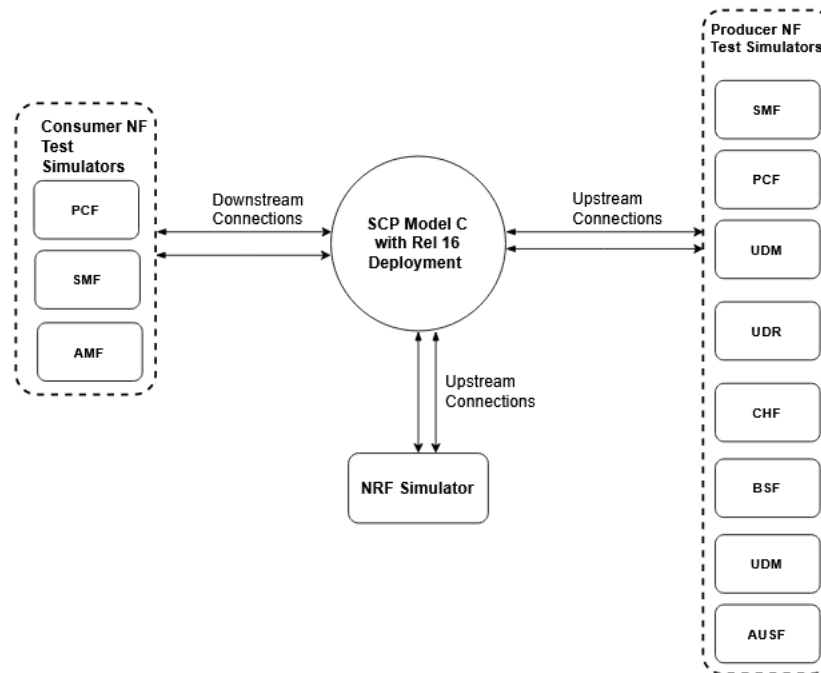 Producer NF
Test Simulators
Consumer NF
Test
Simulators
PCF
SMF
AMF
Downstream
Connections
SCP Model C
with Rel 16
Deployment
Upstream
Connections
Upstream
Connections
NRF Simulator
SMF
PCF
UDM
UDR
CHF
BSF
UDM
AUSF